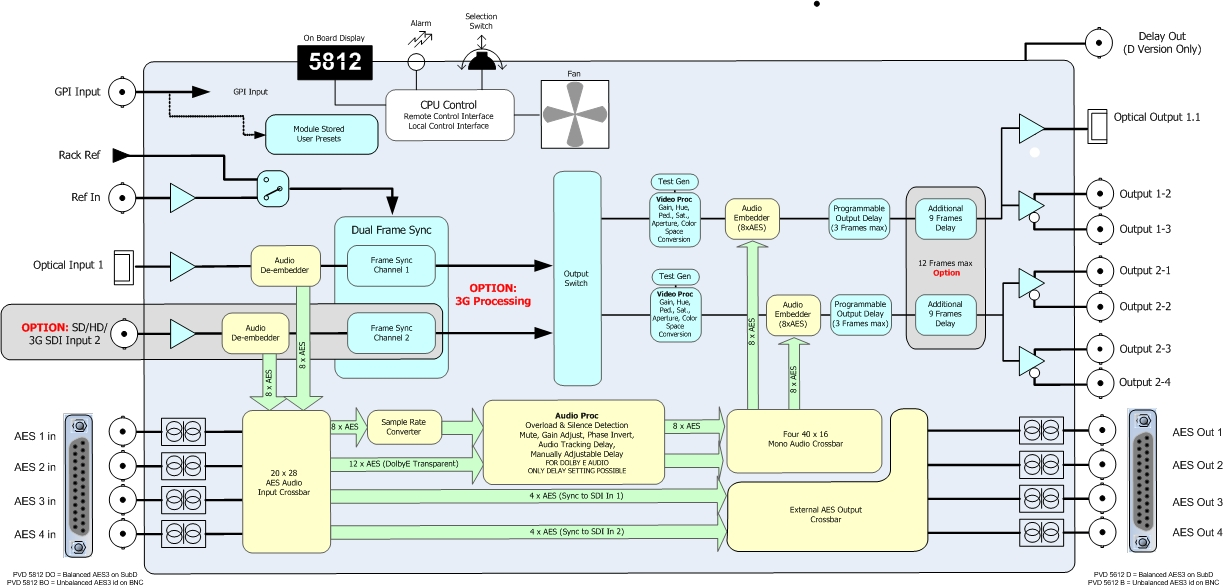 Selection
Switch
Alarm
On Board Display
5812
Delay Out
(D Version Only)
Fan
GPI Input
GPI Input
CPU Control
Remote Control Interface
Local Control Interface
Module Stored
User Presets
Optical Output 1.1
Rack Ref
Ref In
Test Gen
Video Proc
Gain, Hue,
Ped., Sat.,
Aperture, Color
Space
Conversion
Audio
Embedder
(8xAES)
Programmable
Output Delay
(3 Frames max)
Additional
9 Frames
Delay
Output 1-2
Output 1-3
Dual Frame Sync
Optical Input 1
Audio
De-embedder
Frame Sync
Channel 1
OPTION:
3G Processing
Output
Switch
12 Frames max
Option
Test Gen
Video Proc
Gain, Hue,
Ped., Sat.,
Aperture, Color
Space
Conversion
Audio
Embedder
(8xAES)
Programmable
Output Delay
(3 Frames max)
Additional
9 Frames
Delay
Output 2-1
Output 2-2
OPTION: SD/HD/
3G SDI Input 2
Audio
De-embedder
Frame Sync
Channel 2
Output 2-3
Output 2-4
8 x AES
8 x AES
8 x AES
8 x AES
AES 1 in
AES 2 in
AES 3 in
AES 4 in
20 x 28
AES Audio
Input Crossbar
8 x AES
Sample Rate
Converter
12 x AES (DolbyE Transparent)
Audio Proc
Overload & Silence Detection
Mute, Gain Adjust, Phase Invert,
Audio Tracking Delay,
Manually Adjustable Delay
FOR DOLBY E AUDIO
ONLY DELAY SETTING POSSIBLE
8 x AES
Four 40 x 16
Mono Audio Crossbar
4 x AES (Sync to SDI In 1)
4 x AES (Sync to SDI In 2)
External AES Output
Crossbar
AES Out 1
AES Out 2
AES Out 3
AES Out 4
PVD 5812 DO = Balanced AES3 on SubD
PVD 5812 BO = Unbalanced AES3 id on BNC
PVD 5612 D = Balanced AES3 on SubD
PVD 5612 B = Unbalanced AES3 id on BNC